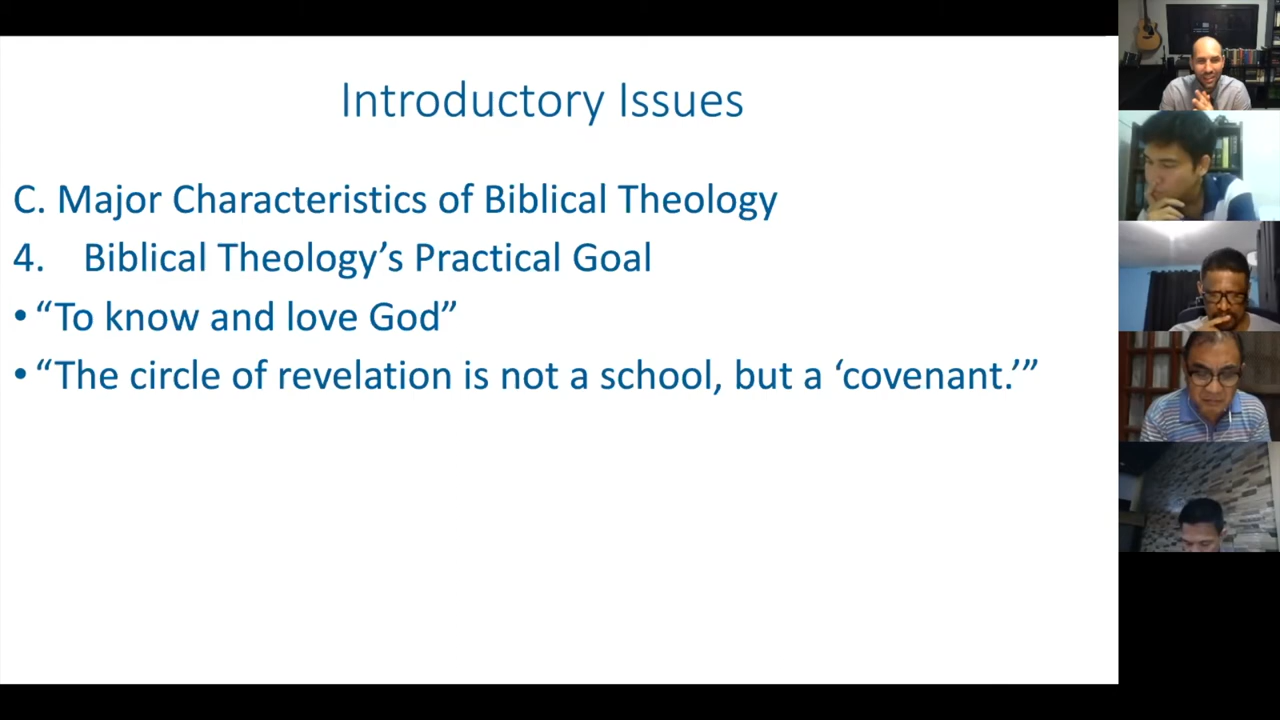 Introductory Issues
C. Major Characteristics of Biblical Theology
4. Biblical Theology’s Practical Goal
• “To know and love God”
• “The circle of revelation is not a school, but a ‘covenant.’”